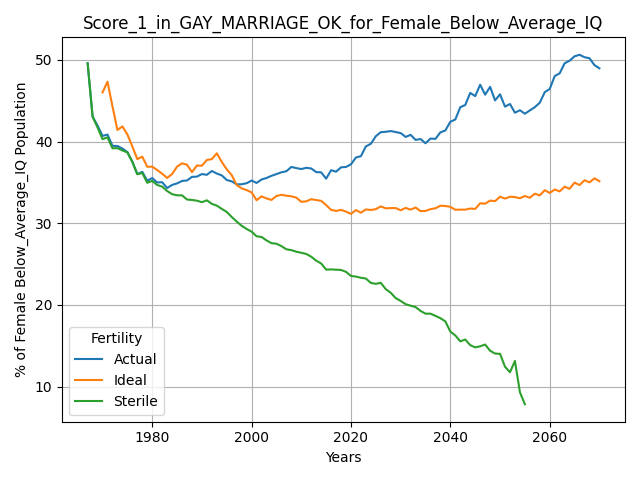 Score_1_in_GAY_MARRIAGE_OK_for_Female_Below_Average_IQ
% of Female Below_Average_IQ Population
50
40
30
20
10
Fertility
Actual
Ideal
Sterile
1980
2000
2020
2040
2060
Years